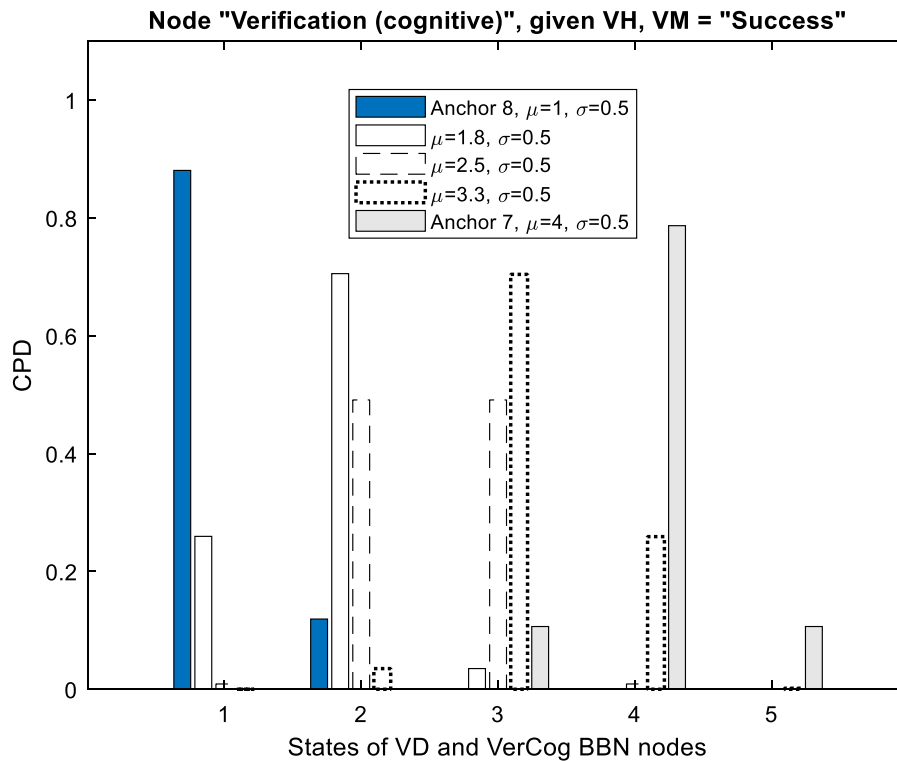 Node "Verification (cognitive)", given VH, VM = "Success"
Anchor 8, μ=1, σ=0.5
μ=1.8, σ=0.5
μ=2.5, σ=0.5
μ=3.3, σ=0.5
Anchor 7, μ=4, σ=0.5
CPD
1
0.8
0.6
0.4
0.2
0
1 2 3 4 5
States of VD and VerCog BBN nodes